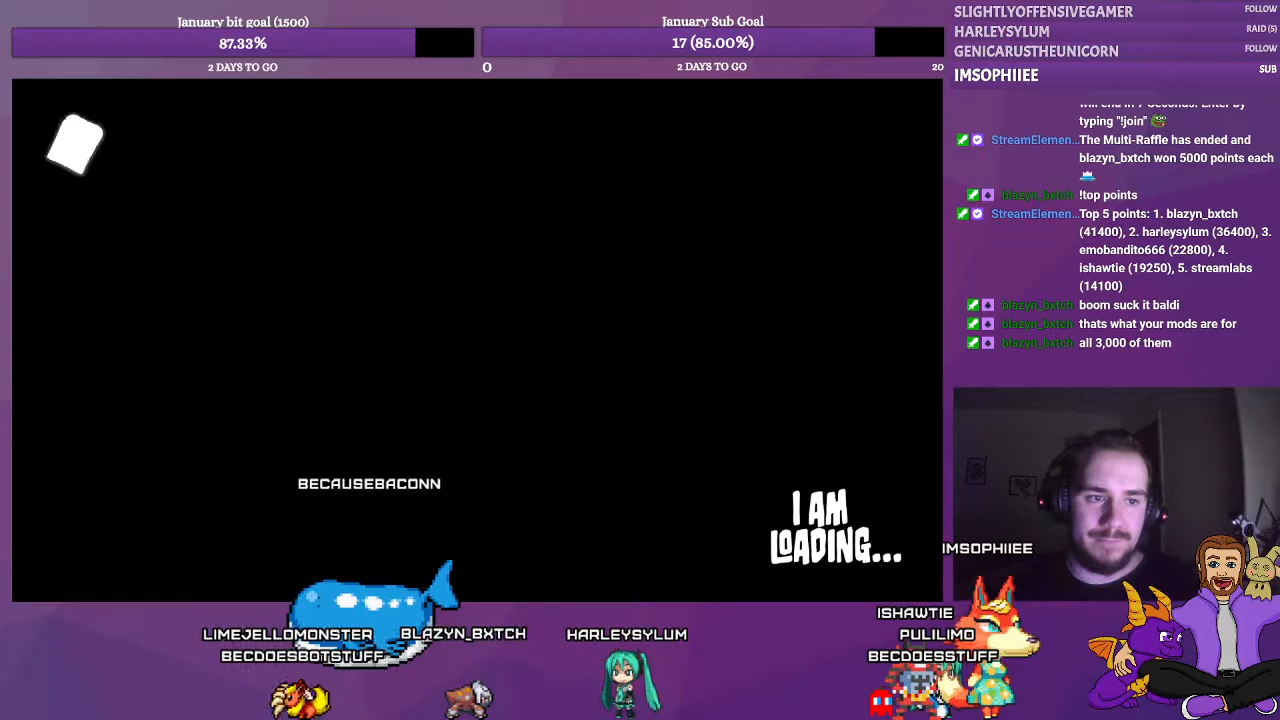 January bit goal (1500)
87.33%
2 DAYS TO GO
January Sub Goal
17 (85.00%)
0
2 DAYS TO GO
20
SLIGHTLYOFFENSIVEGAMER FOLLOW
HARLEYSYLUM RAID (5)
GENICARUSTHEUNICORN FOLLOW
IMSOPHIIEE SUB
will end in 7 Seconds. Enter by
typing "!join"
StreamElemen... The Multi-Raffle has ended and
blazyn_bxtch won 5000 points each
blazyn_bxtch !top points
StreamElemen... Top 5 points: 1. blazyn_bxtch
(41400), 2. harleysylum (36400), 3.
emobandito666 (22800), 4.
ishawtie (19250), 5. streamlabs
(14100)
blazyn_bxtch boom suck it baldi
blazyn_bxtch thats what your mods are for
blazyn_bxtch all 3,000 of them
BECAUSEBACONN
I AM
LOADING...
IMSOPHIIEE
LIMEJELLOMONSTER
BLAZYN_BXTCH
BECDOESBOTSTUFF
HARLEYSYLUM
ISHAWTIE
PULILIMO
BECDOESSTUFF